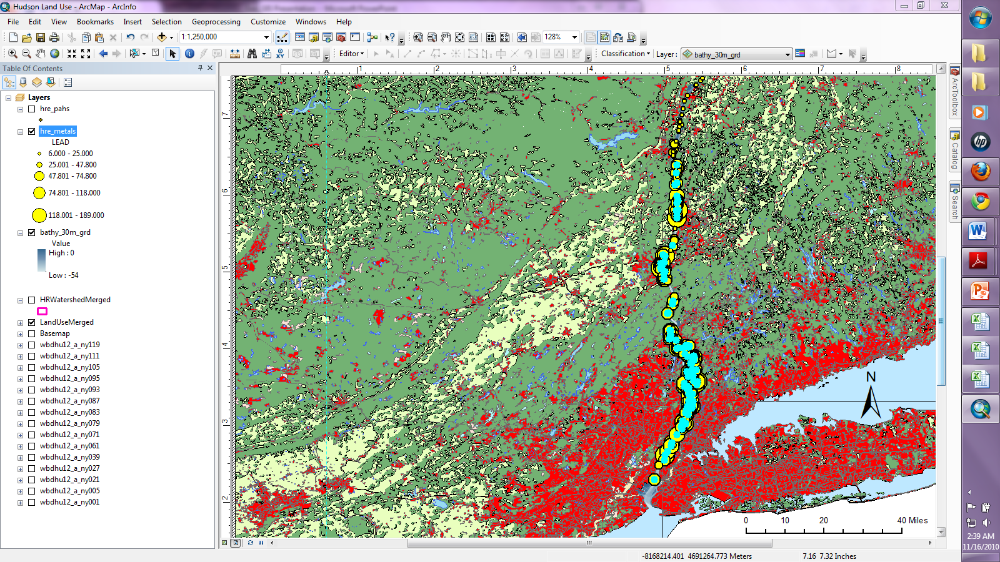 Hudson Land Use - ArcMap - ArcInfo
File Edit View Bookmarks Insert Selection Geoprocessing Customize Windows Help
1:1,250,000
128%
Editor
Classification
Layer:
bathy_30m_grd
Table Of Contents
Layers
hre_pahs
hre_metals
LEAD
6.000 - 25.000
25.001 - 47.800
47.801 - 74.800
74.801 - 118.000
118.001 - 189.000
bathy_30m_grd
Value
High : 0
Low : -54
HRWatershedMerged
LandUseMerged
Basemap
wbdhu12_a_ny119
wbdhu12_a_ny111
wbdhu12_a_ny105
wbdhu12_a_ny095
wbdhu12_a_ny093
wbdhu12_a_ny087
wbdhu12_a_ny083
wbdhu12_a_ny079
wbdhu12_a_ny071
wbdhu12_a_ny061
wbdhu12_a_ny039
wbdhu12_a_ny027
wbdhu12_a_ny021
wbdhu12_a_ny005
wbdhu12_a_ny001
1 2 3 4 5 6 7 8
7
6
5
4
3
2
N
0 10 20 40 Miles
ArcToolbox
Catalog
Search
-8168214.401 4691264.773 Meters
7.16 7.32 Inches
hp
2:39 AM
11/16/2010